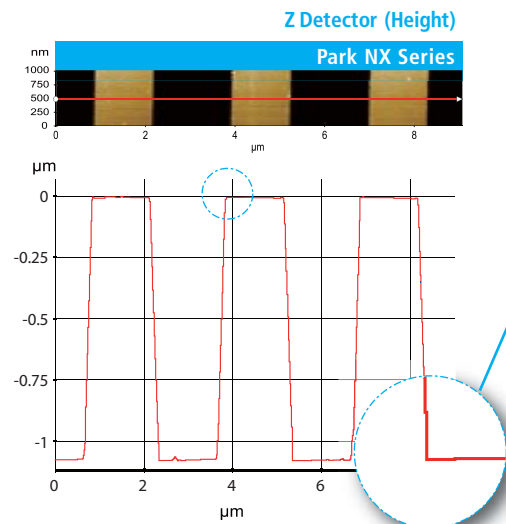 Z Detector (Height)
Park NX Series
nm
1000
750
500
250
0
0 2 4 6 8
µm
µm
0
-0.25
-0.5
-0.75
-1
0 2 4 6
µm